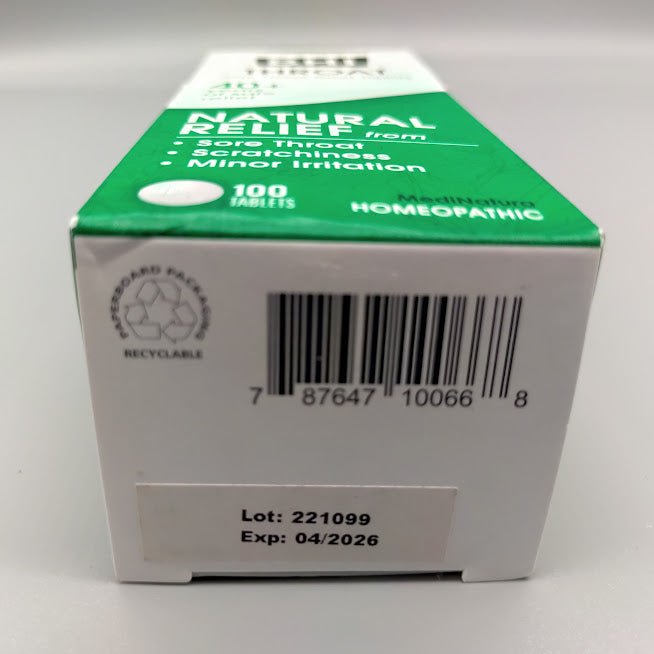 THROAT
40+
NATURAL
RELIEF from
• Sore Throat
• Scratchiness
• Minor Irritation
100
TABLETS
MediNatura
HOMEOPATHIC
PAPERBOARD PACKAGING
RECYCLABLE
7 87647 10066 8
Lot: 221099
Exp: 04/2026